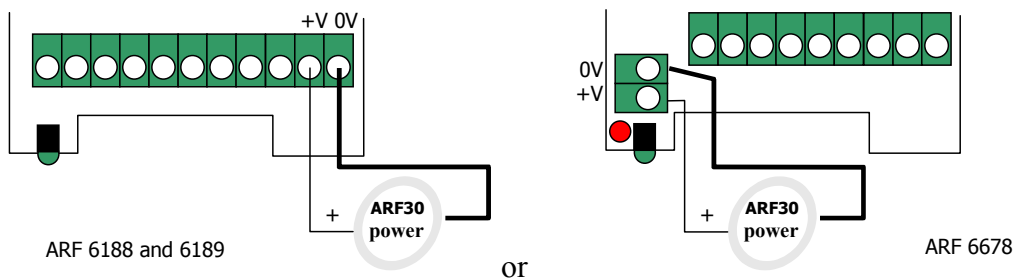 +V 0V
+
ARF30
power
ARF 6188 and 6189
or
0V
+V
+
ARF30
power
ARF 6678